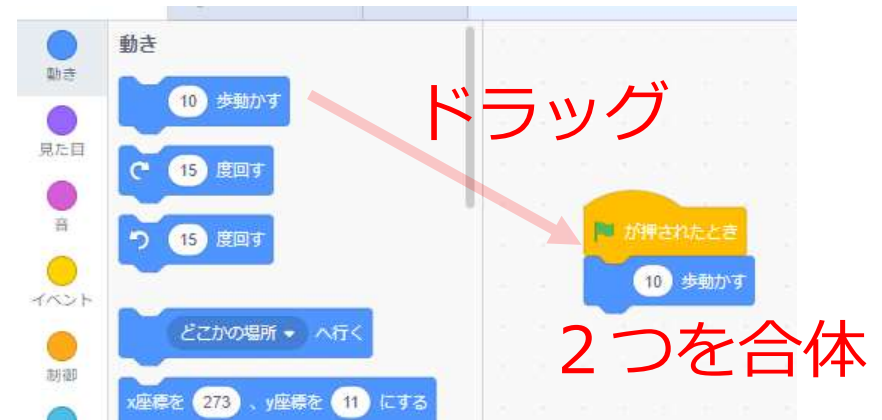 動き
動き
10 歩動かす
ドラッグ
見た目
15 度回す
音
が押されたとき
15 度回す
10 歩動かす
イベント
どこかの場所 へ行く
２つを合体
制御
x座標を 273 、y座標を 11 にする